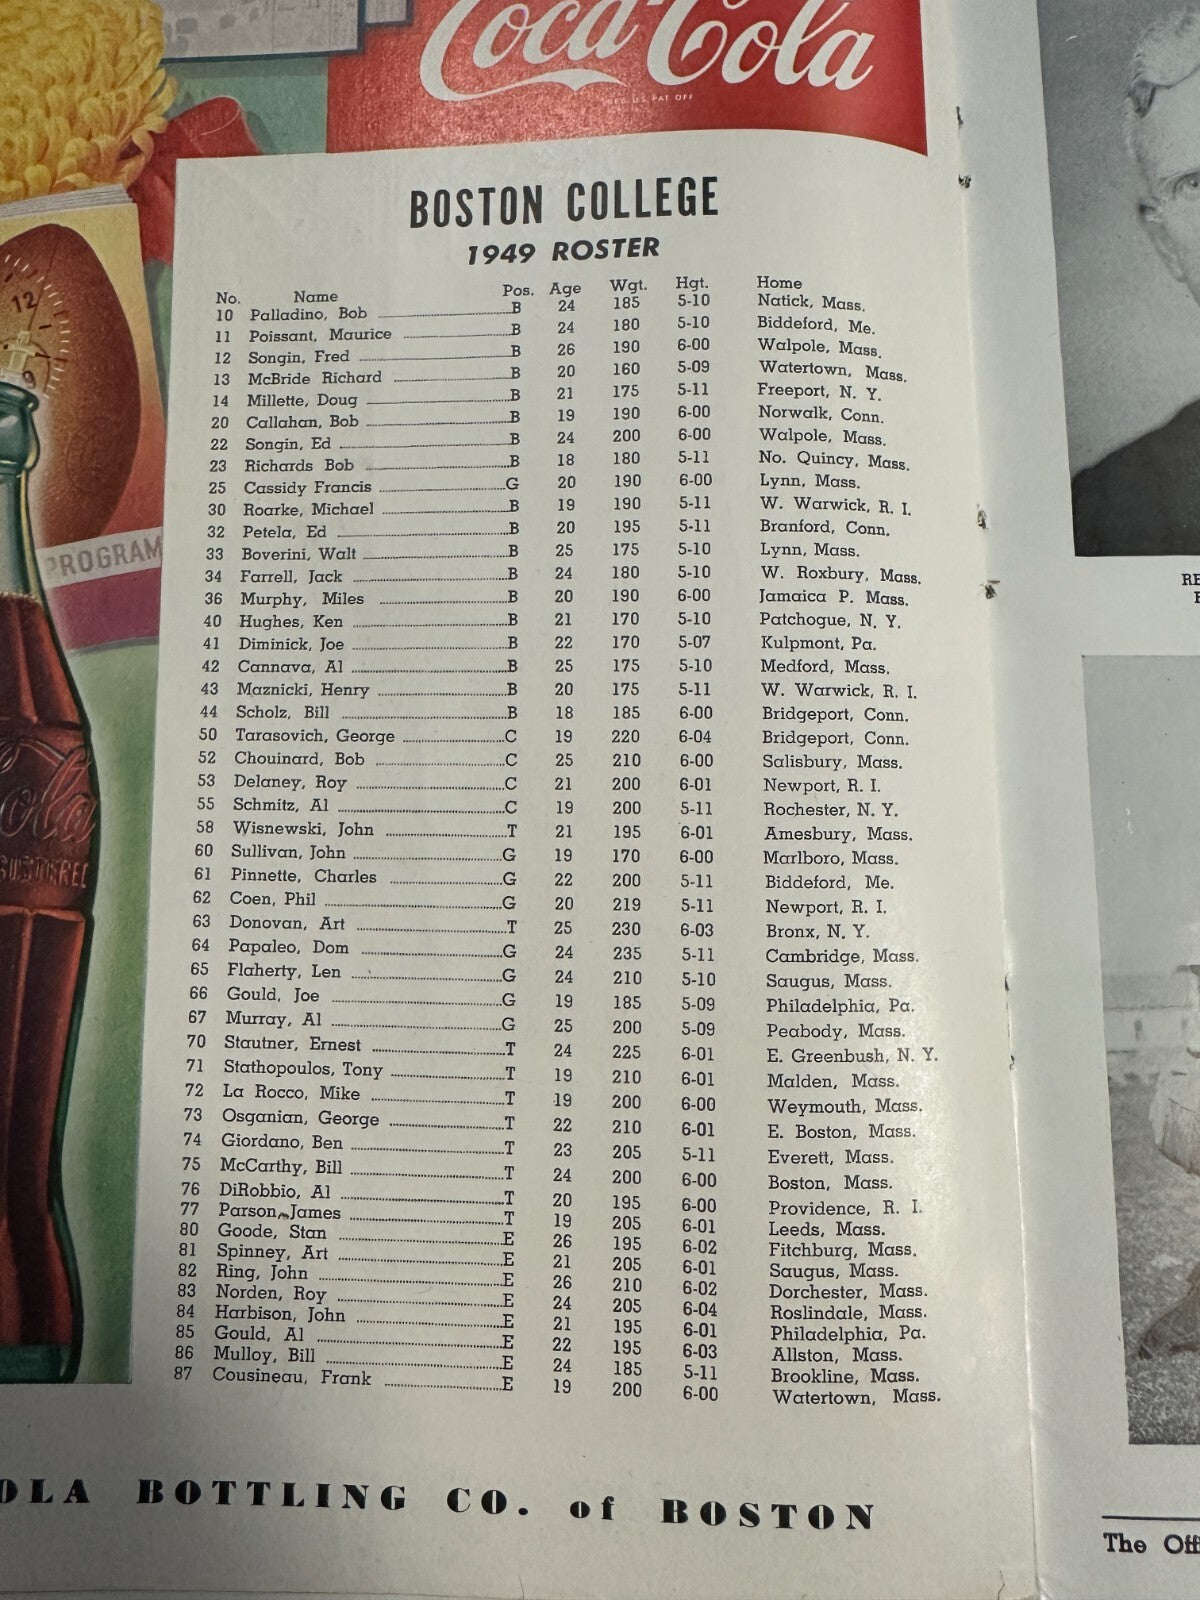 Coca-Cola
REG. U.S. PAT OFF
BOSTON COLLEGE
1949 ROSTER
No. Name Pos. Age Wgt. Hgt. Home
10 Palladino, Bob B 24 185 5-10 Natick, Mass.
11 Poissant, Maurice B 24 180 5-10 Biddeford, Me.
12 Songin, Fred B 26 190 6-00 Walpole, Mass.
13 McBride Richard B 20 160 5-09 Watertown, Mass.
14 Millette, Doug B 21 175 5-11 Freeport, N. Y.
20 Callahan, Bob B 19 190 6-00 Norwalk, Conn.
22 Songin, Ed B 24 200 6-00 Walpole, Mass.
23 Richards Bob B 18 180 5-11 No. Quincy, Mass.
25 Cassidy Francis G 20 190 6-00 Lynn, Mass.
30 Roarke, Michael B 19 190 5-11 W. Warwick, R. I.
32 Petela, Ed B 20 195 5-11 Branford, Conn.
33 Boverini, Walt B 25 175 5-10 Lynn, Mass.
34 Farrell, Jack B 24 180 5-10 W. Roxbury, Mass.
36 Murphy, Miles B 20 190 6-00 Jamaica P. Mass.
40 Hughes, Ken B 21 170 5-10 Patchogue, N. Y.
41 Diminick, Joe B 22 170 5-07 Kulpmont, Pa.
42 Cannava, Al B 25 175 5-10 Medford, Mass.
43 Maznicki, Henry B 20 175 5-11 W. Warwick, R. I.
44 Scholz, Bill B 18 185 6-00 Bridgeport, Conn.
50 Tarasovich, George C 19 220 6-04 Bridgeport, Conn.
52 Chouinard, Bob C 25 210 6-00 Salisbury, Mass.
53 Delaney, Roy C 21 200 6-01 Newport, R. I.
55 Schmitz, Al C 19 200 5-11 Rochester, N. Y.
58 Wisnewski, John T 21 195 6-01 Amesbury, Mass.
60 Sullivan, John G 19 170 6-00 Marlboro, Mass.
61 Pinnette, Charles G 22 200 5-11 Biddeford, Me.
62 Coen, Phil G 20 219 5-11 Newport, R. I.
63 Donovan, Art T 25 230 6-03 Bronx, N. Y.
64 Papaleo, Dom G 24 235 5-11 Cambridge, Mass.
65 Flaherty, Len G 24 210 5-10 Saugus, Mass.
66 Gould, Joe G 19 185 5-09 Philadelphia, Pa.
67 Murray, Al G 25 200 5-09 Peabody, Mass.
70 Stautner, Ernest T 24 225 6-01 E. Greenbush, N. Y.
71 Stathopoulos, Tony T 19 210 6-01 Malden, Mass.
72 La Rocco, Mike T 19 200 6-00 Weymouth, Mass.
73 Osganian, George T 22 210 6-01 E. Boston, Mass.
74 Giordano, Ben T 23 205 5-11 Everett, Mass.
75 McCarthy, Bill T 24 200 6-00 Boston, Mass.
76 DiRobbio, Al T 20 195 6-00 Providence, R. I.
77 Parson, James T 19 205 6-01 Leeds, Mass.
80 Goode, Stan E 26 195 6-02 Fitchburg, Mass.
81 Spinney, Art E 21 205 6-01 Saugus, Mass.
82 Ring, John E 26 210 6-02 Dorchester, Mass.
83 Norden, Roy E 24 205 6-04 Roslindale, Mass.
84 Harbison, John E 21 195 6-01 Philadelphia, Pa.
85 Gould, Al E 22 195 6-03 Allston, Mass.
86 Mulloy, Bill E 24 185 5-11 Brookline, Mass.
87 Cousineau, Frank E 19 200 6-00 Watertown, Mass.
OLA BOTTLING CO. of BOSTON
12
9
PROGRAM
Cola
RE
The Off